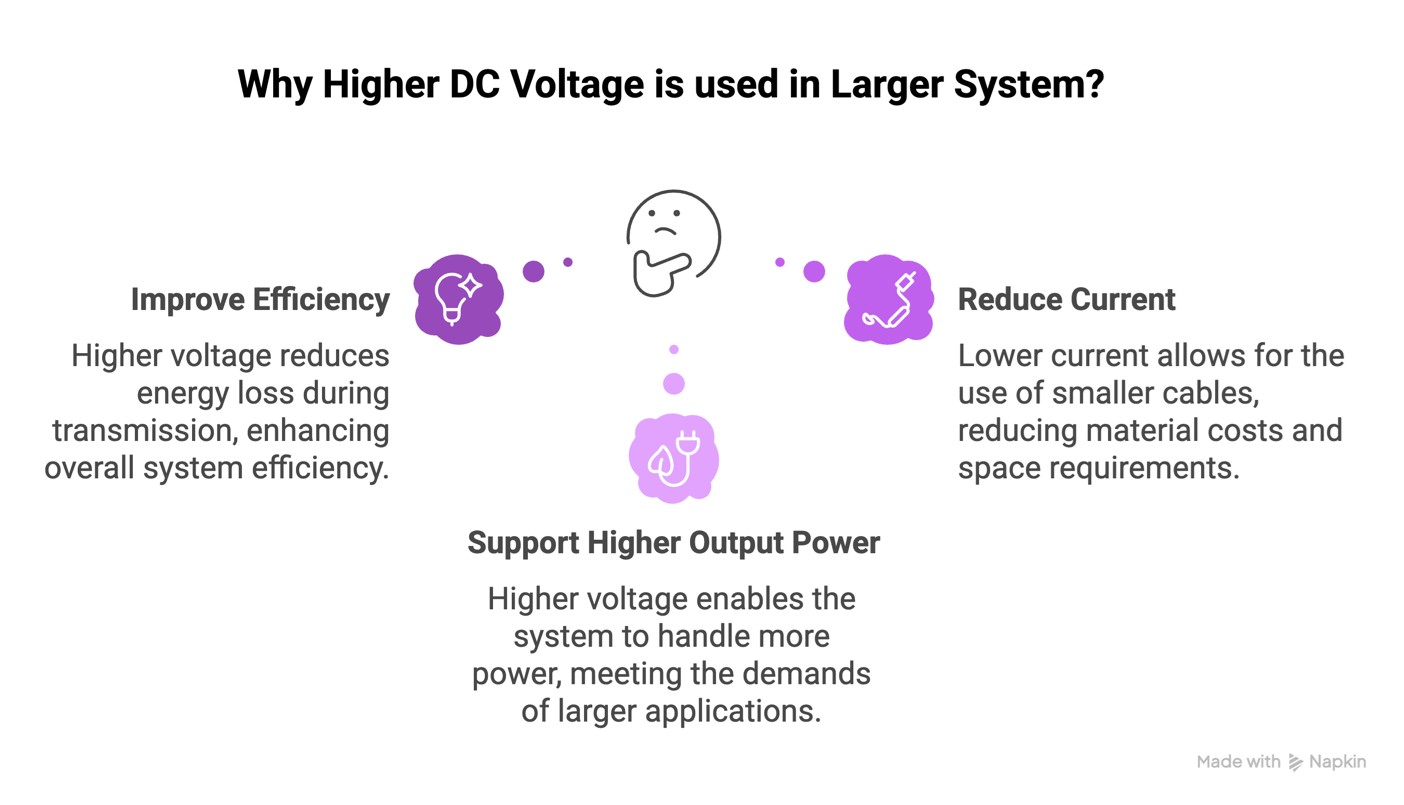 Why Higher DC Voltage is used in Larger System?
Improve Efficiency
Higher voltage reduces
energy loss during
transmission, enhancing
overall system efficiency.
Reduce Current
Lower current allows for the
use of smaller cables,
reducing material costs and
space requirements.
Support Higher Output Power
Higher voltage enables the
system to handle more
power, meeting the demands
of larger applications.
Made with Napkin